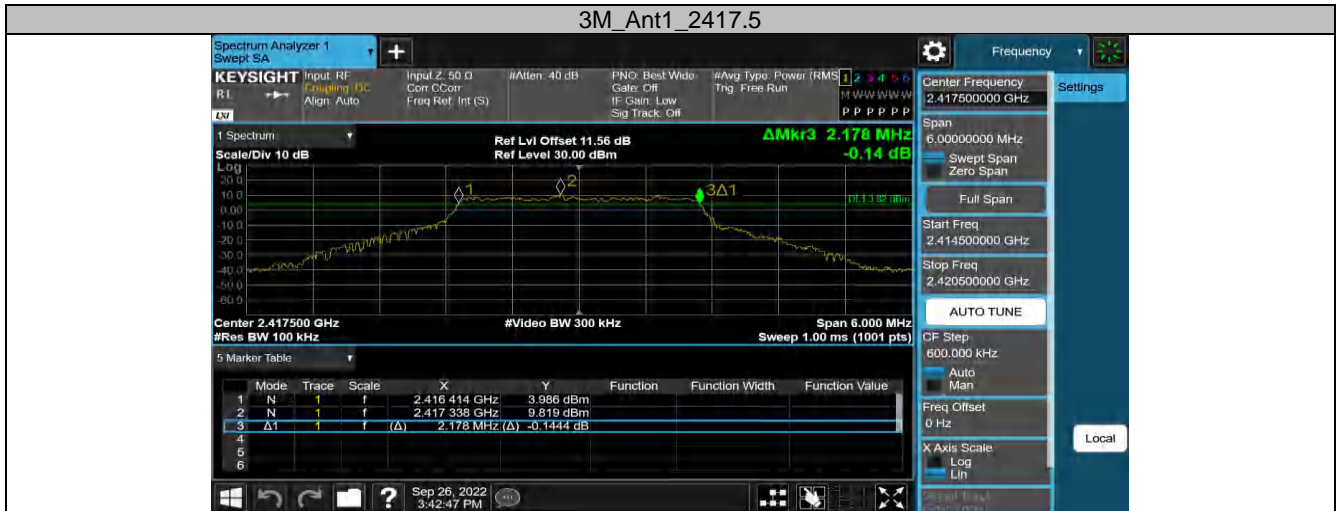 3M_Ant1_2417.5
Spectrum Analyzer 1
Swept SA
Frequency
KEYSIGHT
RL
LXI
Input: RF
Coupling: DC
Align: Auto
Input Z: 50 Ω
Corr CCorr
Freq Ref: Int (S)
#Atten: 40 dB
PNO: Best Wide
Gate: Off
IF Gain: Low
Sig Track: Off
#Avg Type: Power (RMS
Trig: Free Run
1 2 3 4 5 6
M W W W W W
P P P P P P
1 Spectrum
Scale/Div 10 dB
Ref Lvl Offset 11.56 dB
Ref Level 30.00 dBm
ΔMkr3 2.178 MHz
-0.14 dB
Log
20.0
10.0
0.00
-10.0
-20.0
-30.0
-40.0
-50.0
-60.0
1
2
3Δ1
DL1 3.82 dBm
Center 2.417500 GHz
#Res BW 100 kHz
#Video BW 300 kHz
Span 6.000 MHz
Sweep 1.00 ms (1001 pts)
5 Marker Table
Mode Trace Scale X Y Function Function Width Function Value
1 N 1 f 2.416 414 GHz 3.986 dBm
2 N 1 f 2.417 338 GHz 9.819 dBm
3 Δ1 1 f (Δ) 2.178 MHz (Δ) -0.1444 dB
4
5
6
Sep 26, 2022
3:42:47 PM
Center Frequency
2.417500000 GHz
Settings
Span
6.00000000 MHz
Swept Span
Zero Span
Full Span
Start Freq
2.414500000 GHz
Stop Freq
2.420500000 GHz
AUTO TUNE
CF Step
600.000 kHz
Auto
Man
Freq Offset
0 Hz
X Axis Scale
Log
Lin
Local